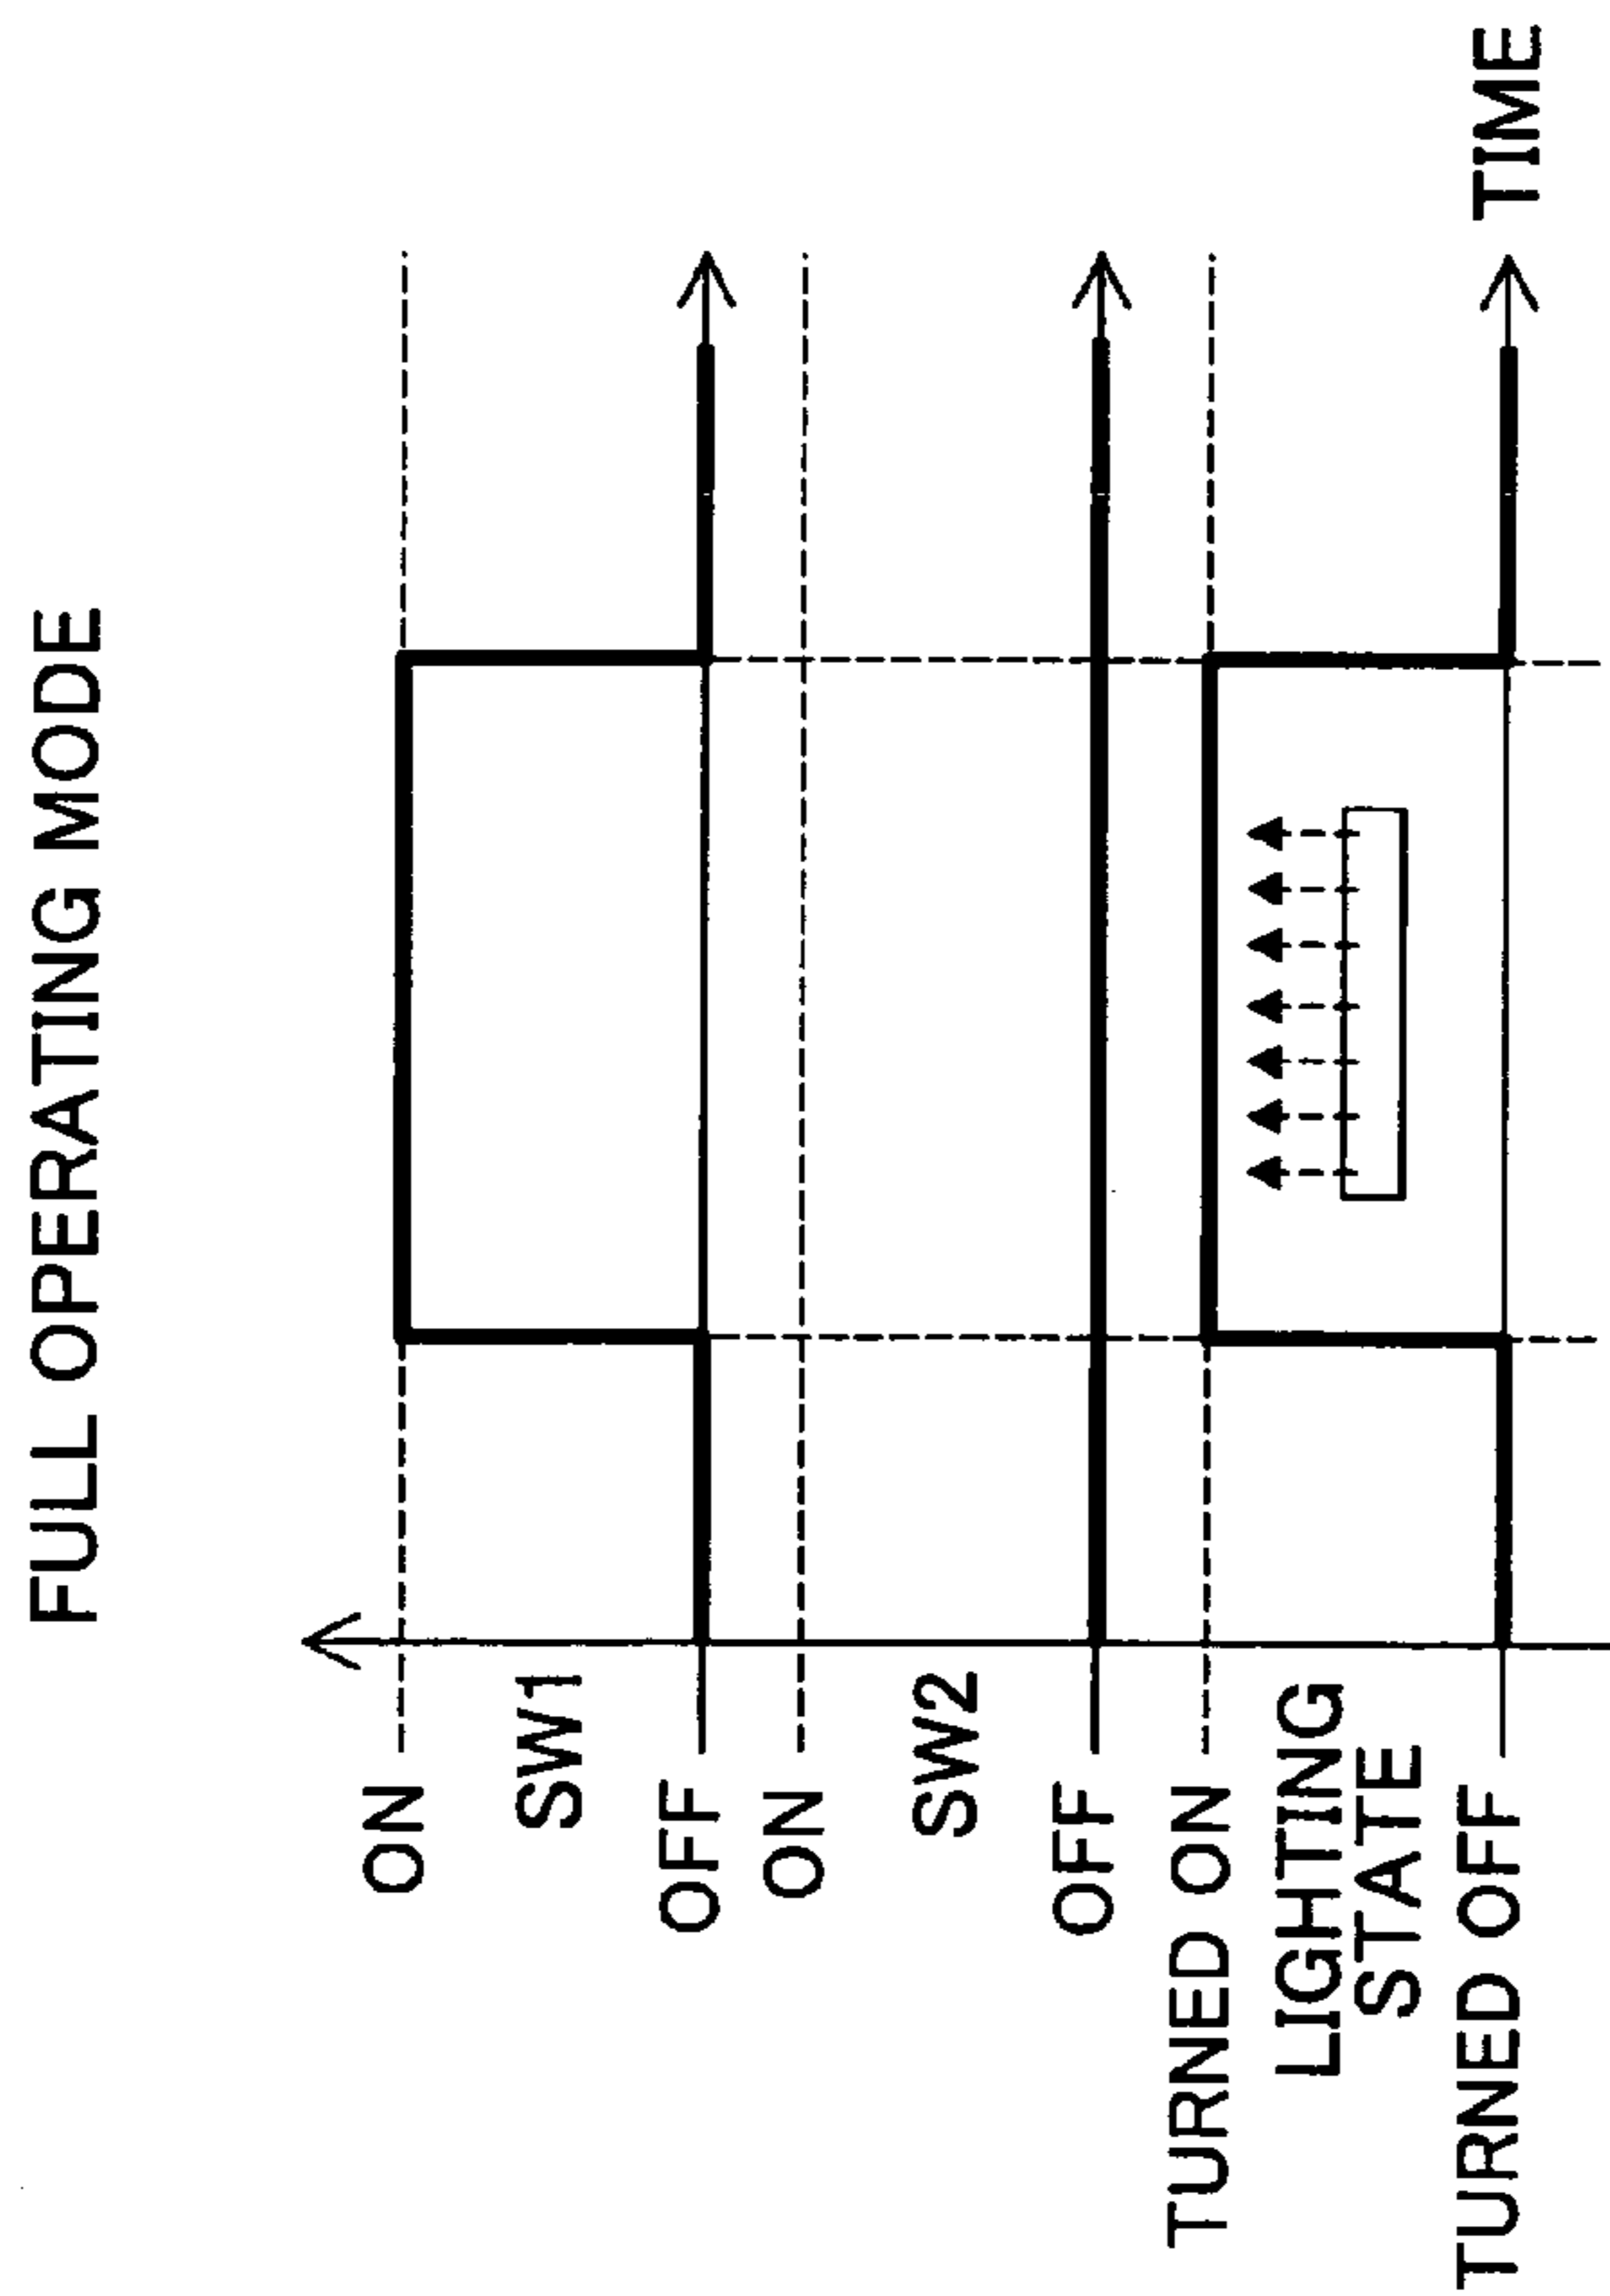 FULL OPERATING MODE
ON
SW1
OFF
ON
SW2
OFF
TURNED ON
LIGHTING
STATE
TURNED OFF
TIME